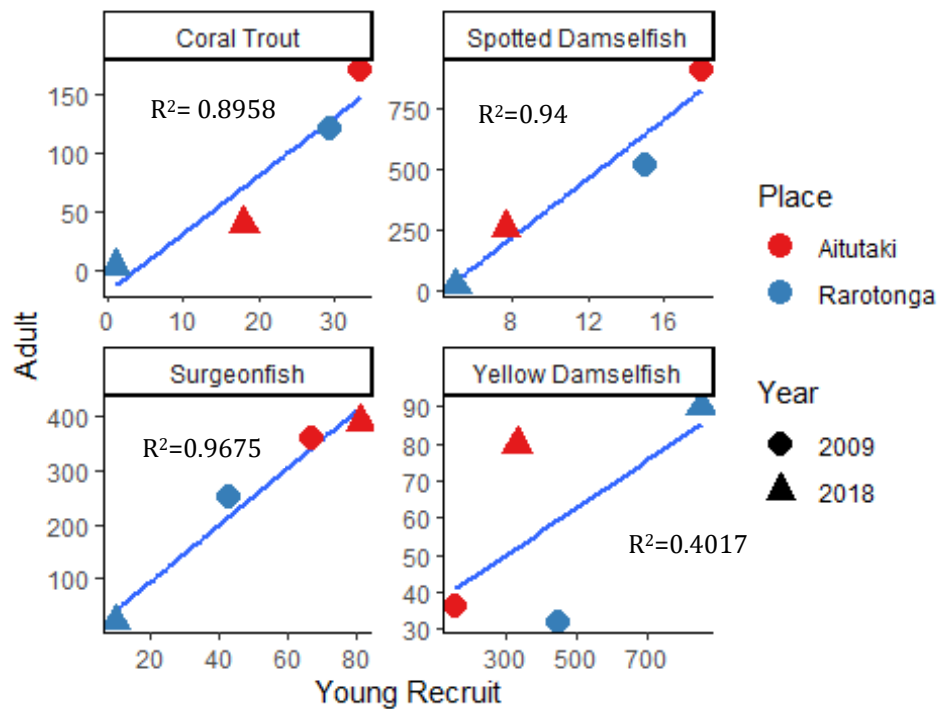 Coral Trout
Spotted Damselfish
R²= 0.8958
R²=0.94
150
100
50
0
750
500
250
0
0 10 20 30
8 12 16
Surgeonfish
Yellow Damselfish
R²=0.9675
R²=0.4017
400
300
200
100
90
80
70
60
50
40
30
20 40 60 80
300 500 700
Adult
Young Recruit
Place
Aitutaki
Rarotonga
Year
2009
2018